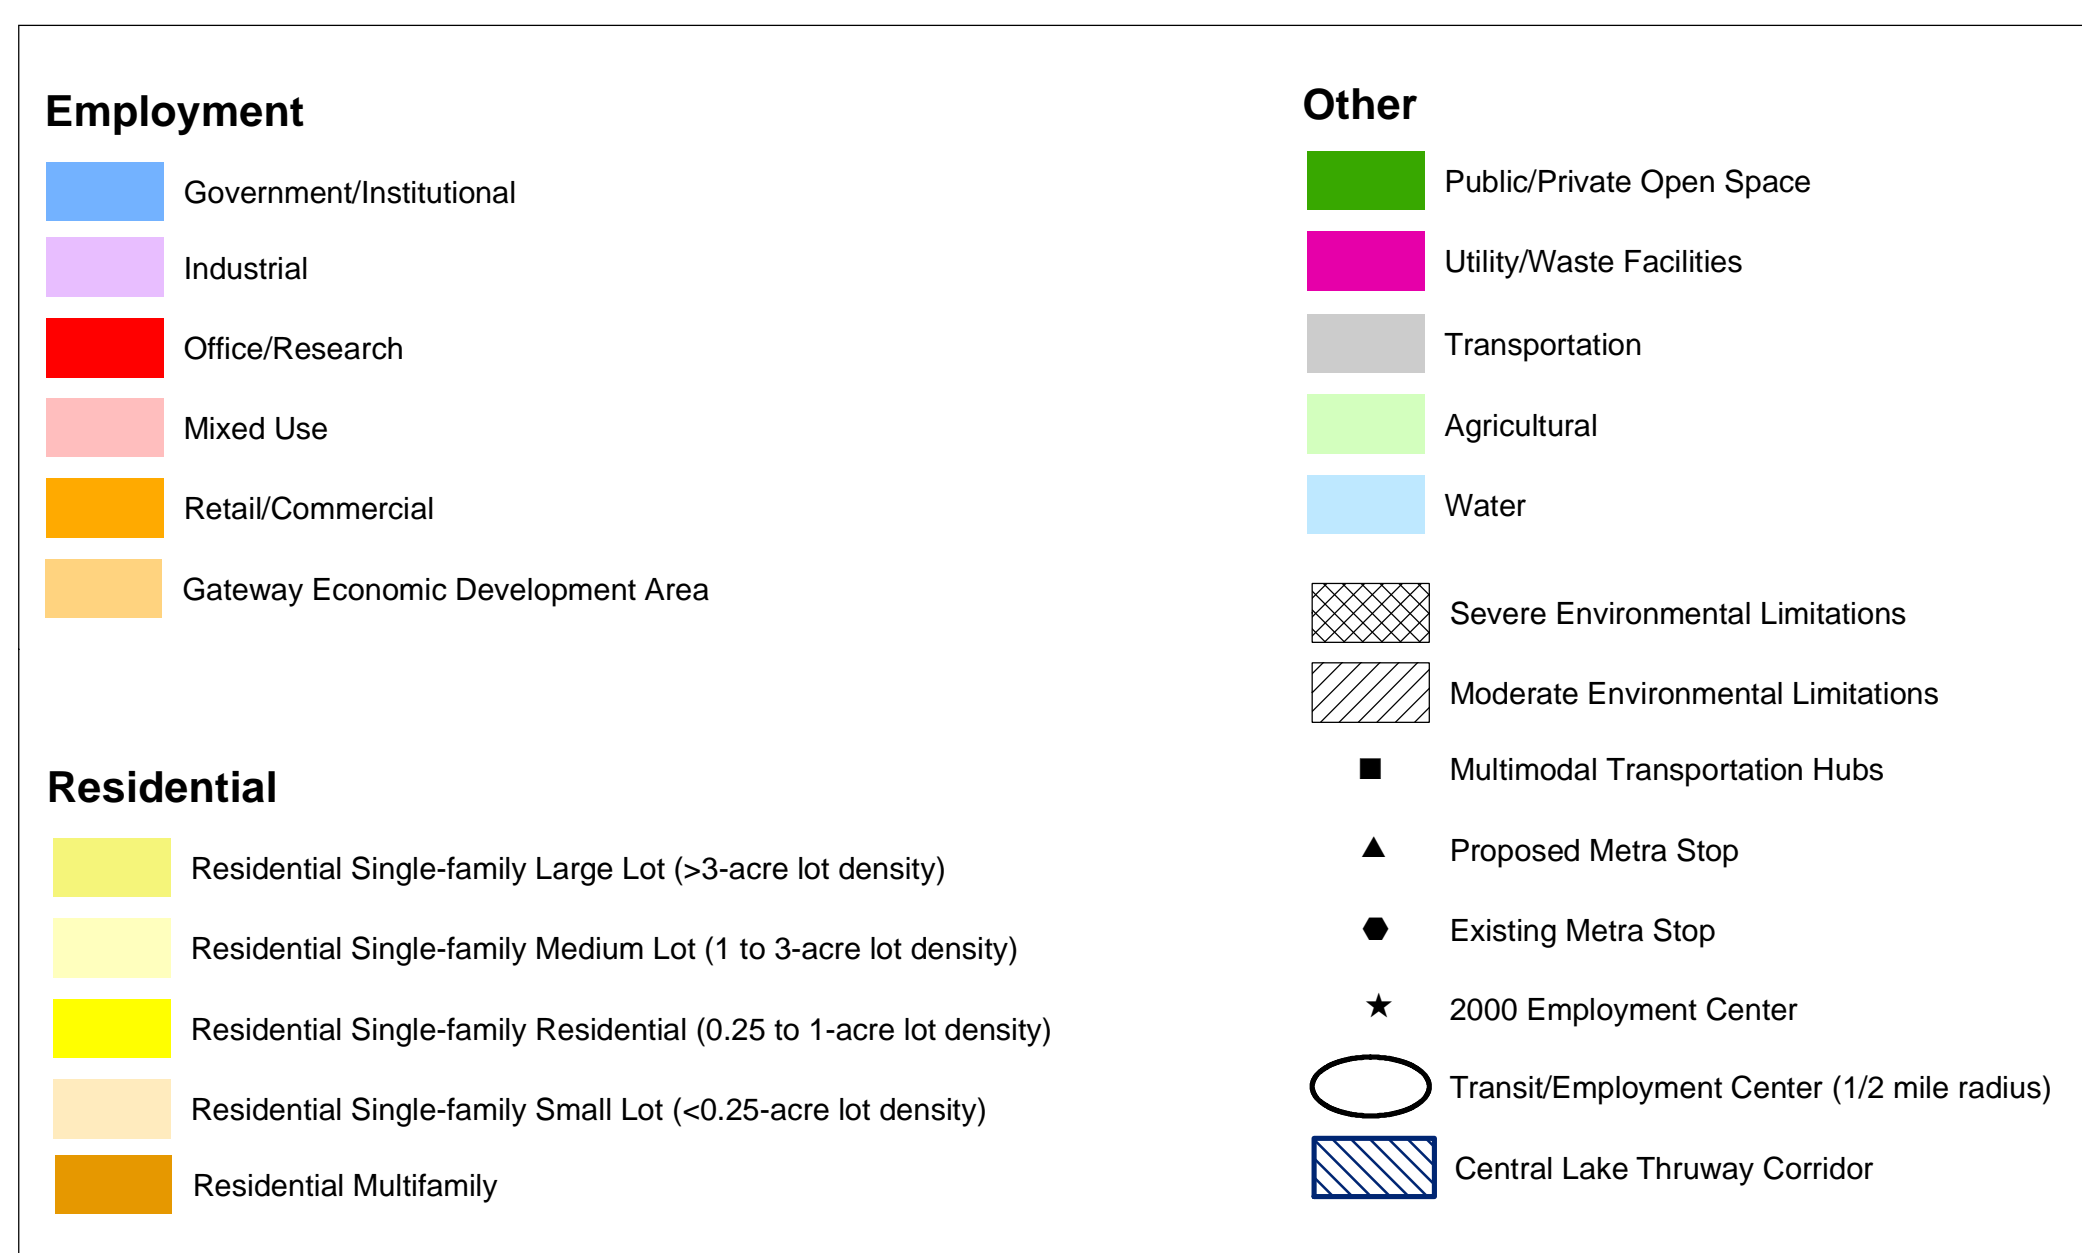 Employment
Government/Institutional
Industrial
Office/Research
Mixed Use
Retail/Commercial
Gateway Economic Development Area
Residential
Residential Single-family Large Lot (>3-acre lot density)
Residential Single-family Medium Lot (1 to 3-acre lot density)
Residential Single-family Residential (0.25 to 1-acre lot density)
Residential Single-family Small Lot (<0.25-acre lot density)
Residential Multifamily
Other
Public/Private Open Space
Utility/Waste Facilities
Transportation
Agricultural
Water
Severe Environmental Limitations
Moderate Environmental Limitations
Multimodal Transportation Hubs
Proposed Metra Stop
Existing Metra Stop
2000 Employment Center
Transit/Employment Center (1/2 mile radius)
Central Lake Thruway Corridor